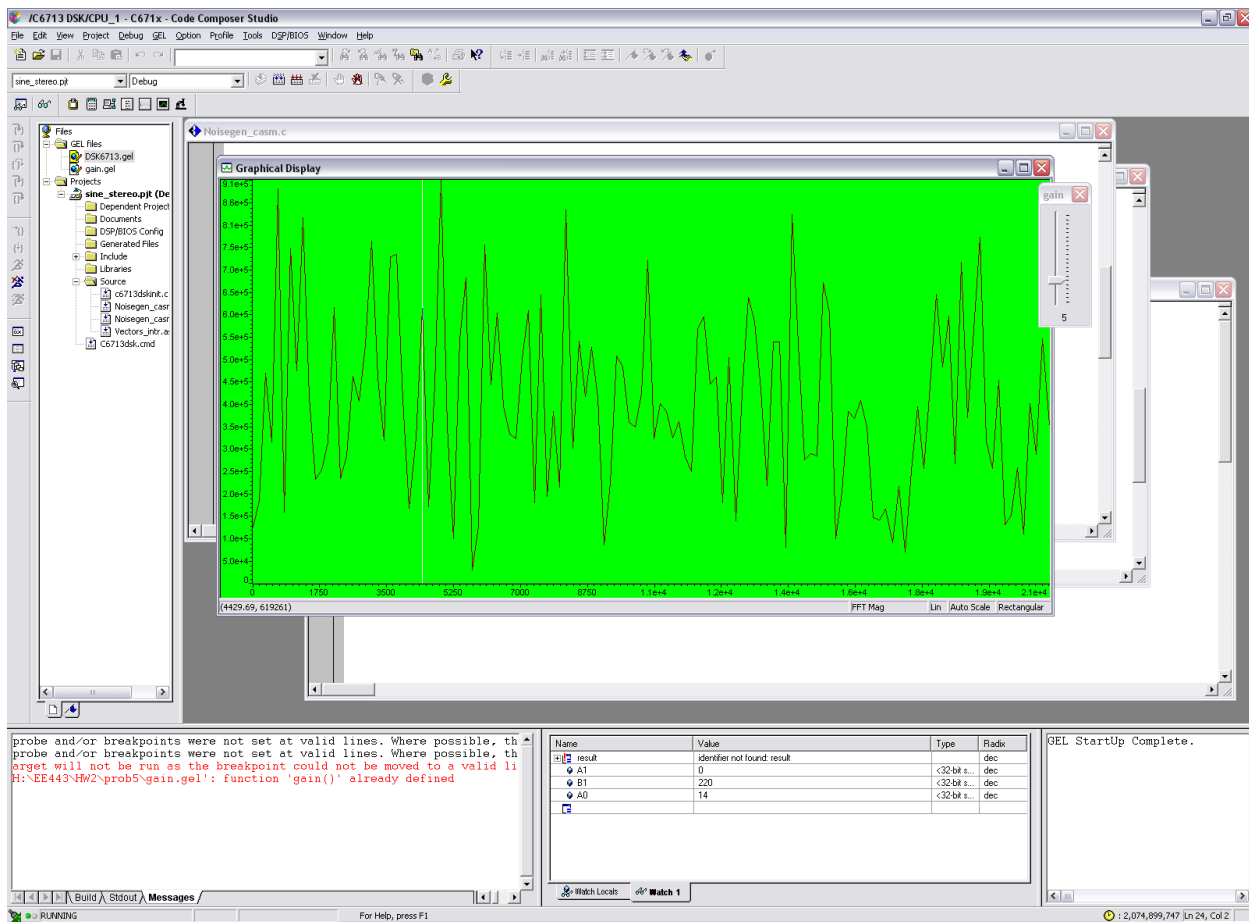 /C6713 DSK/CPU_1 - C671x - Code Composer Studio
File Edit View Project Debug GEL Option Profile Tools DSP/BIOS Window Help
sine_stereo.pjt Debug
Files
GEL files
DSK6713.gel
gain.gel
Projects
sine_stereo.pjt (De
Dependent Project
Documents
DSP/BIOS Config
Generated Files
Include
Libraries
Source
c6713dskinit.c
Noisegen_casr
Noisegen_casr
Vectors_intr.a
C6713dsk.cmd
Noisegen_casm.c
Graphical Display
9.1e+5
8.6e+5
8.1e+5
7.5e+5
7.0e+5
6.5e+5
6.0e+5
5.5e+5
5.0e+5
4.5e+5
4.0e+5
3.5e+5
3.0e+5
2.5e+5
2.0e+5
1.5e+5
1.0e+5
5.0e+4
0
0 1750 3500 5250 7000 8750 1.1e+4 1.2e+4 1.4e+4 1.6e+4 1.8e+4 1.9e+4 2.1e+4
(4429.69, 619261) FFT Mag Lin Auto Scale Rectangular
gain
5
probe and/or breakpoints were not set at valid lines. Where possible, th
probe and/or breakpoints were not set at valid lines. Where possible, th
arget will not be run as the breakpoint could not be moved to a valid li
H:\EE443\HW2\prob5\gain.gel': function 'gain()' already defined
Build Stdout Messages
Name Value Type Radix
result identifier not found: result dec
A1 0 <32-bit s... dec
B1 220 <32-bit s... dec
A0 14 <32-bit s... dec
Watch Locals Watch 1
GEL StartUp Complete.
RUNNING For Help, press F1 : 2,074,899,747 Ln 24, Col 2